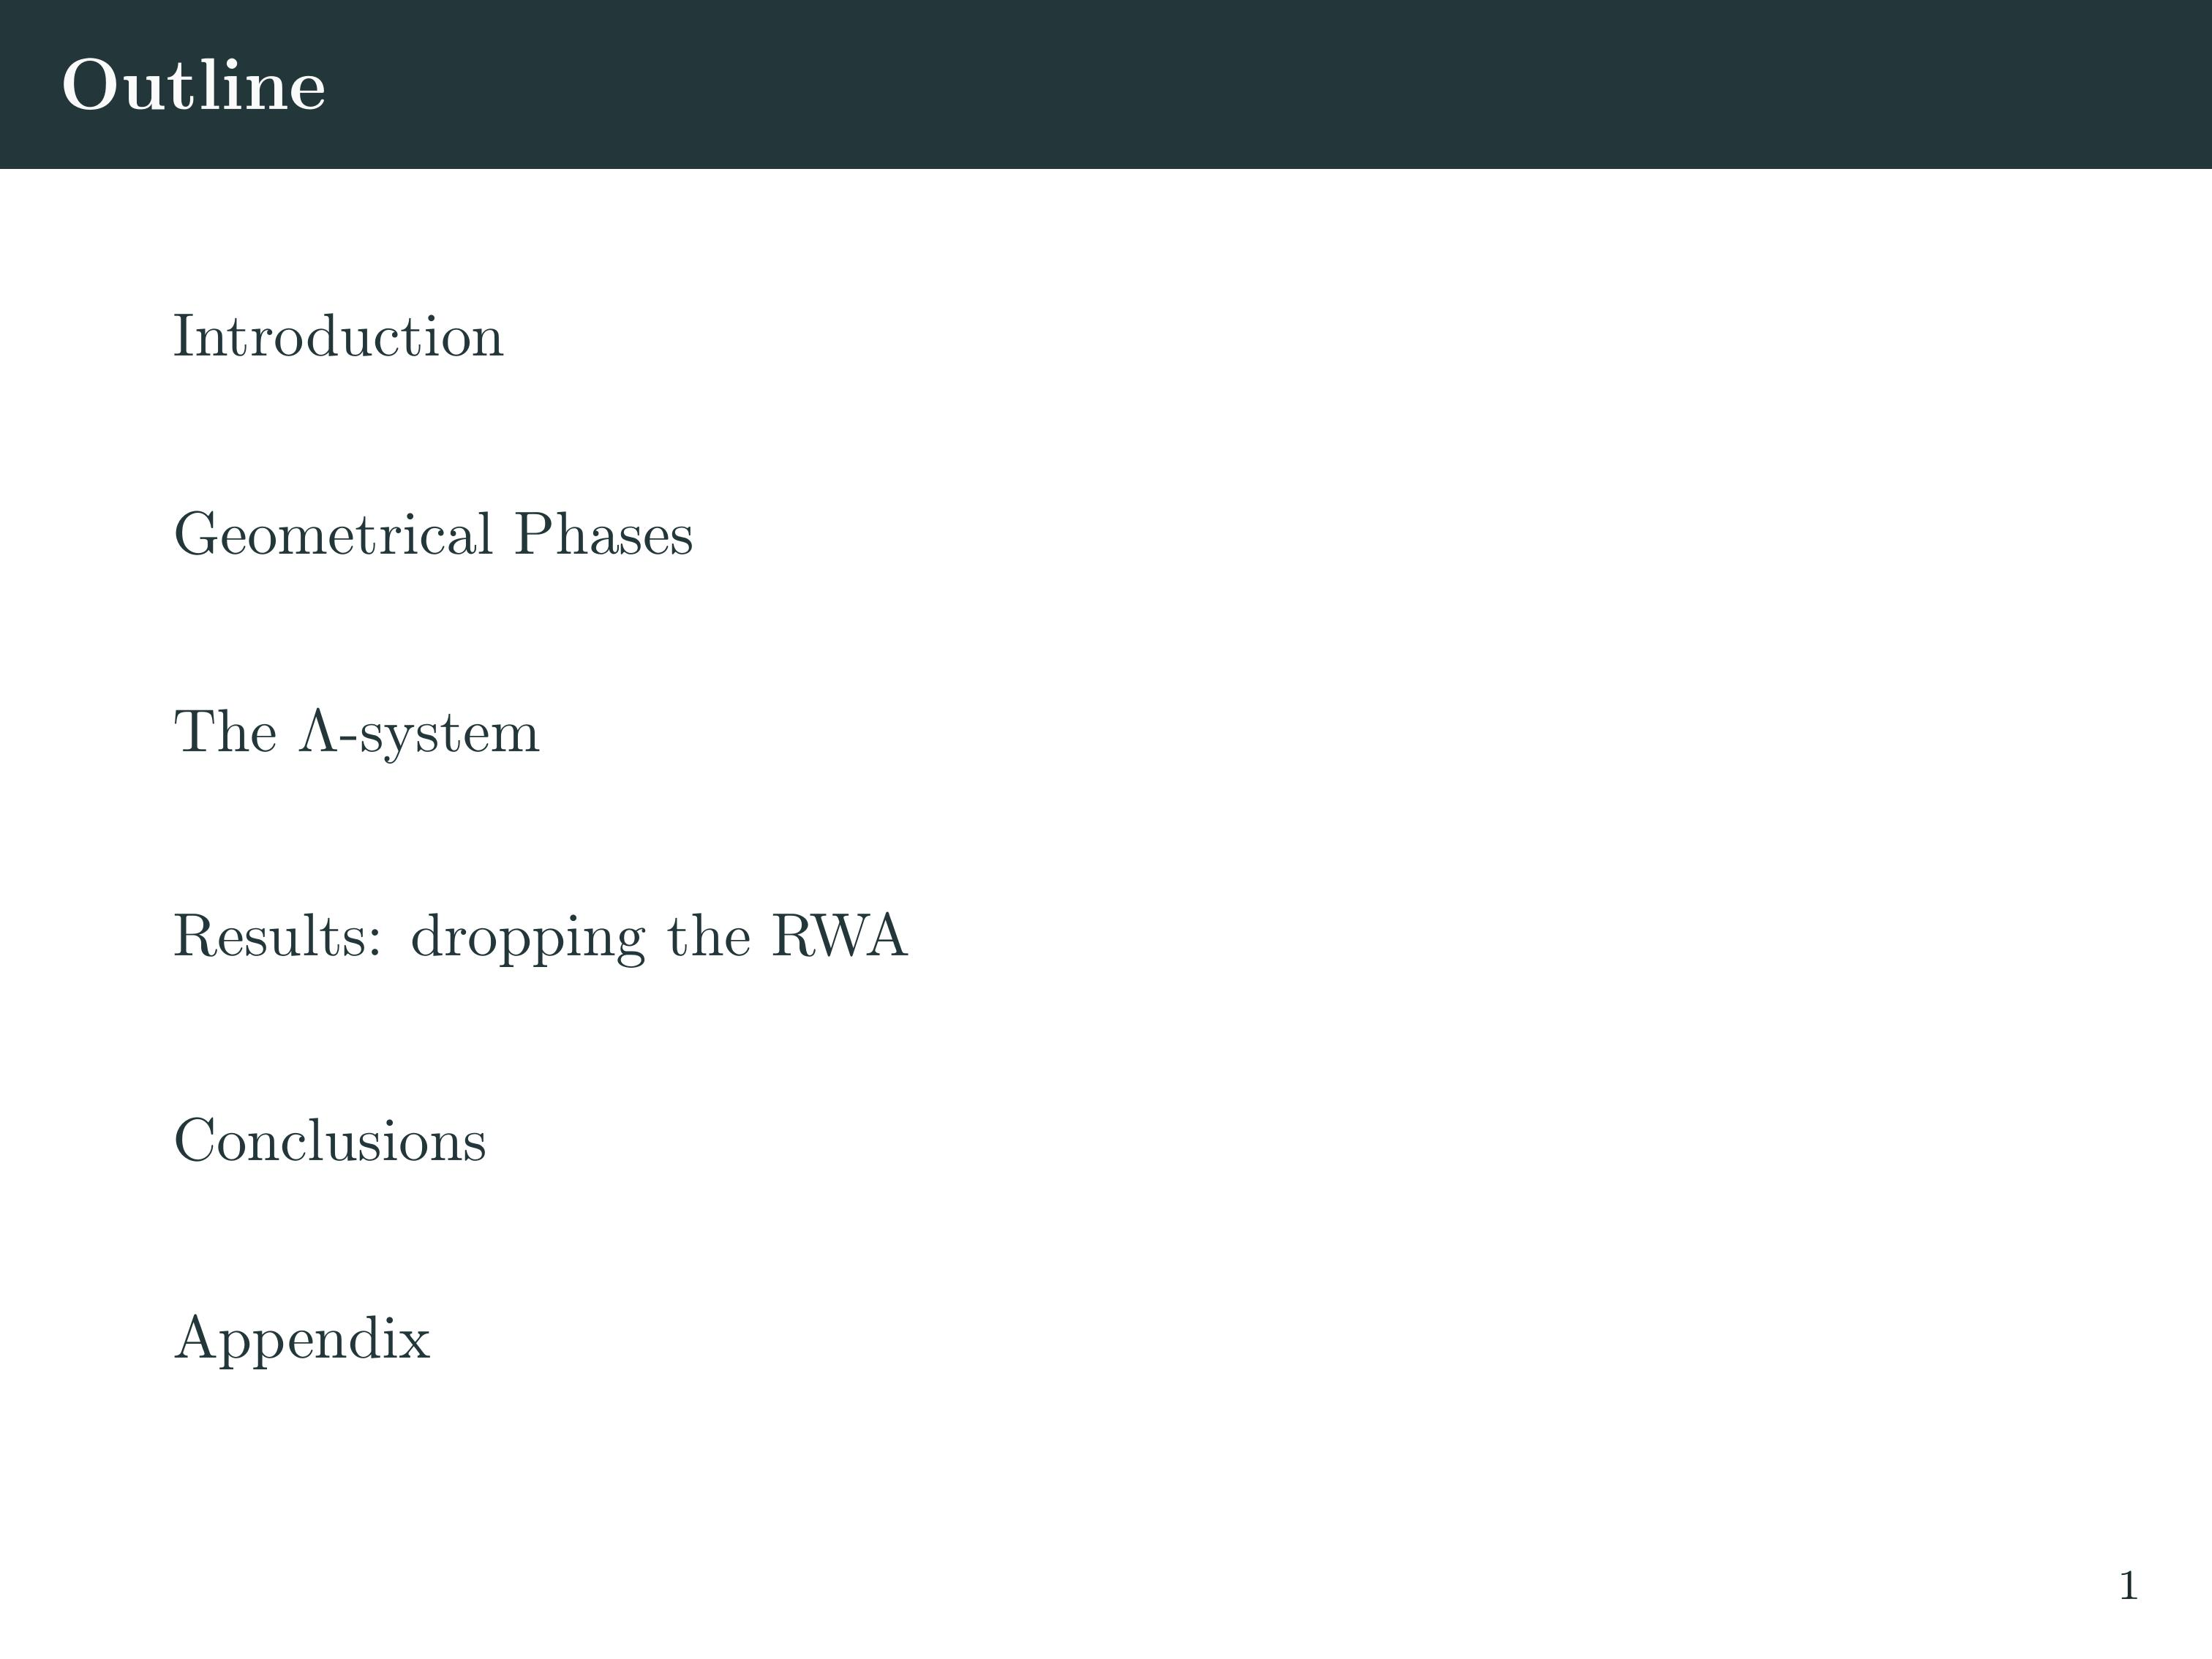 Outline
Introduction
Geometrical Phases
The Λ-system
Results: dropping the RWA
Conclusions
Appendix
1